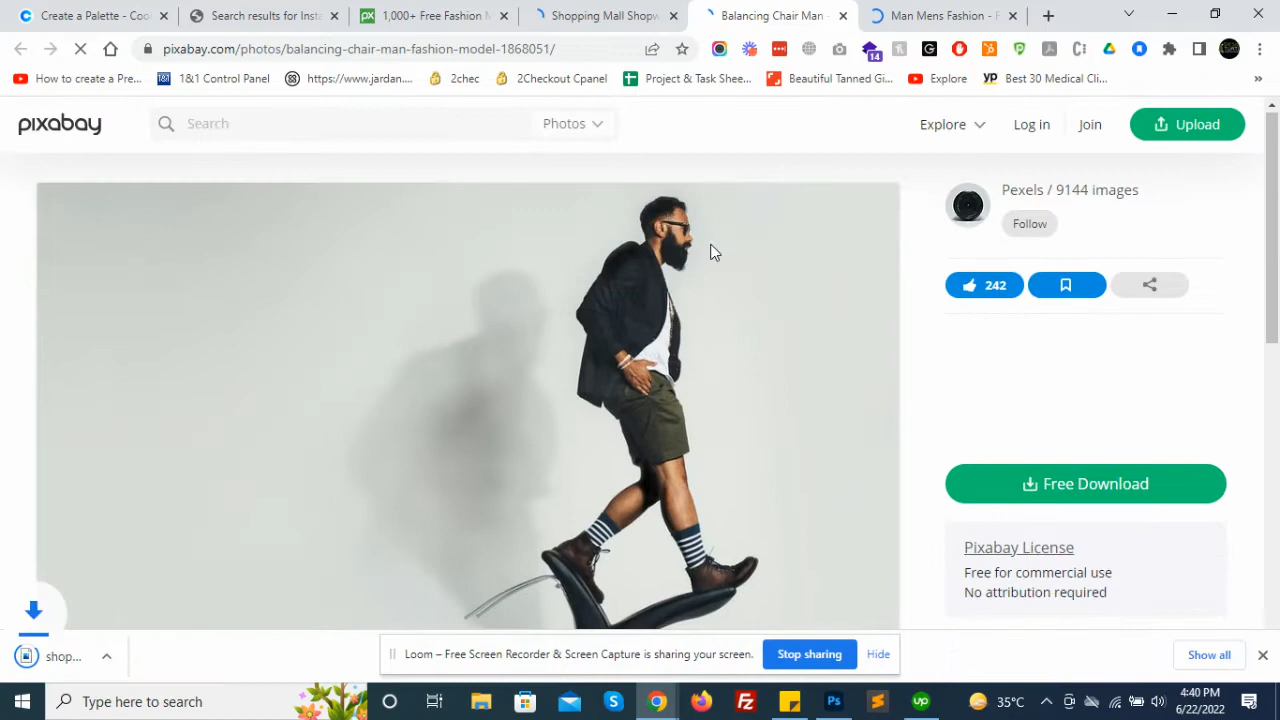 Create a Palette - Coo
Search results for Insta
1,000+ Free Fashion M
Shopping Mall Shopw
Balancing Chair Man -
Man Mens Fashion - F
pixabay.com/photos/balancing-chair-man-fashion-model-1868051/
14
How to create a Pre...
1&1 Control Panel
https://www.jardan....
2chec
2Checkout Cpanel
Project & Task Shee...
Beautiful Tanned Gi...
Explore
yp Best 30 Medical Cli...
pixabay
Search
Photos
Explore
Log in
Join
Upload
Pexels / 9144 images
Follow
242
Free Download
Pixabay License
Free for commercial use
No attribution required
shop...
Loom – Free Screen Recorder & Screen Capture is sharing your screen.
Stop sharing
Hide
Show all
Type here to search
35°C
4:40 PM
6/22/2022